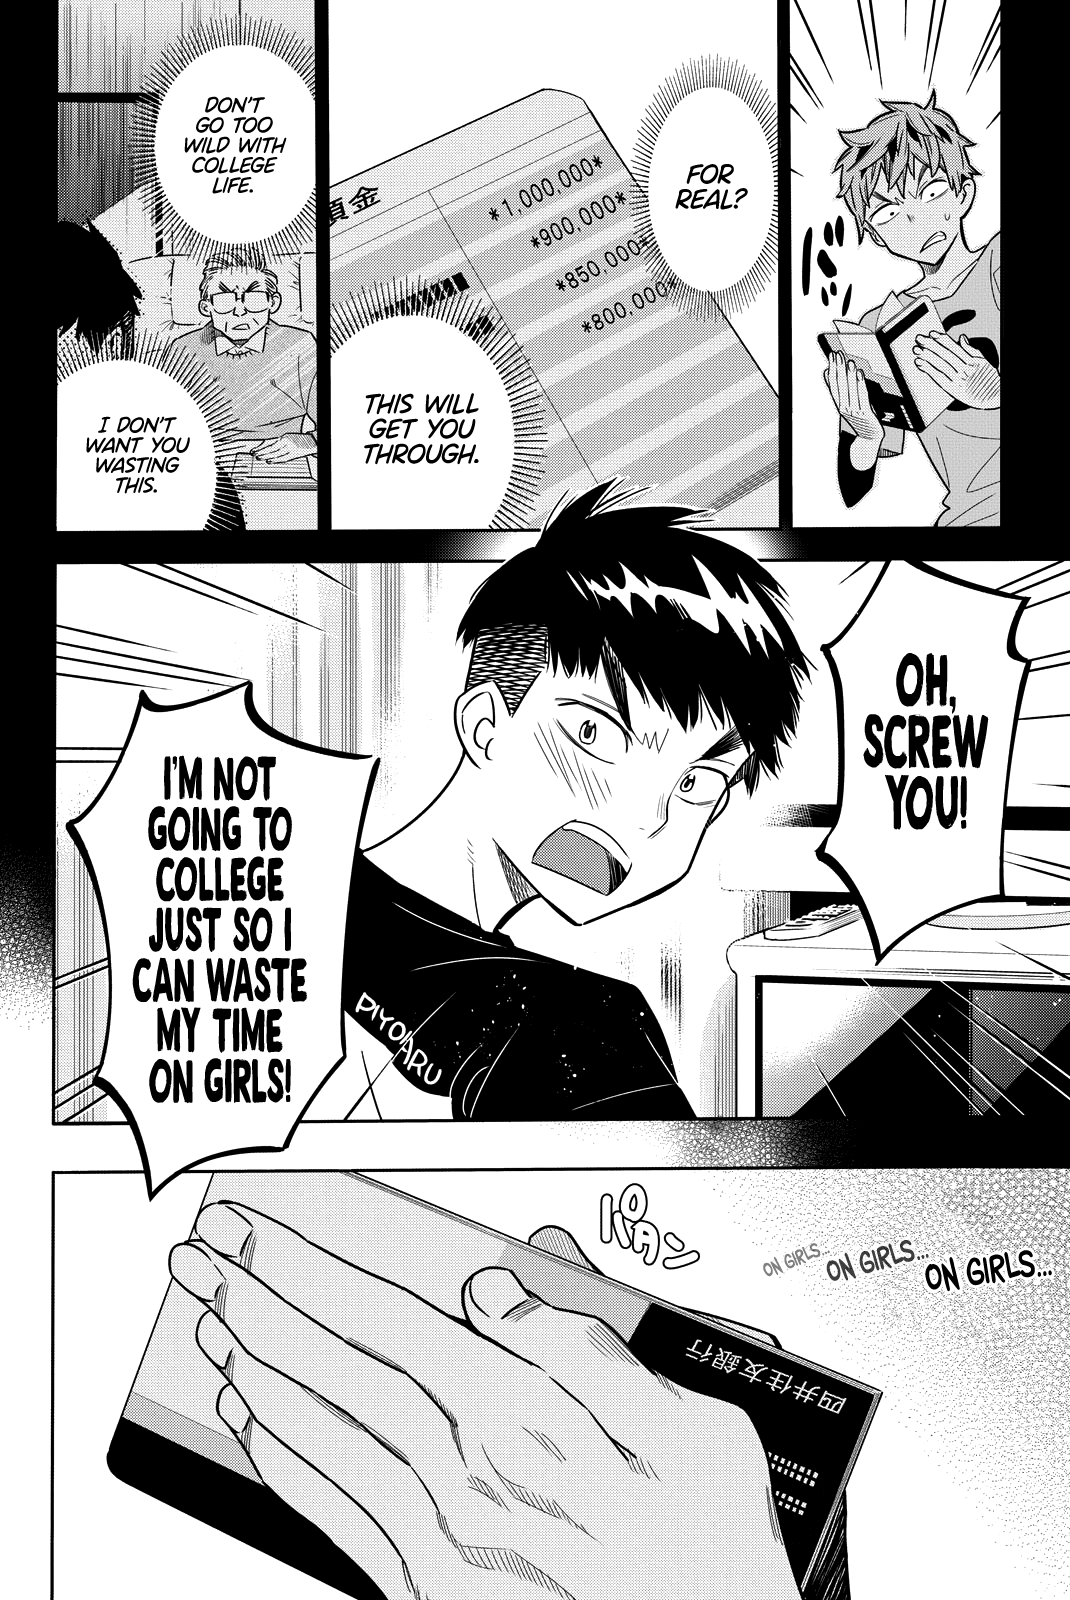 FOR
REAL?
預金
*1,000,000*
*900,000*
*850,000*
*800,000*
THIS WILL
GET YOU
THROUGH.
DON'T
GO TOO
WILD WITH
COLLEGE
LIFE.
I DON'T
WANT YOU
WASTING
THIS.
OH,
SCREW
YOU!
I'M NOT
GOING TO
COLLEGE
JUST SO I
CAN WASTE
MY TIME
ON GIRLS!
PIYOIARU
パタン
ON GIRLS...
ON GIRLS...
ON GIRLS...
四井住友銀行